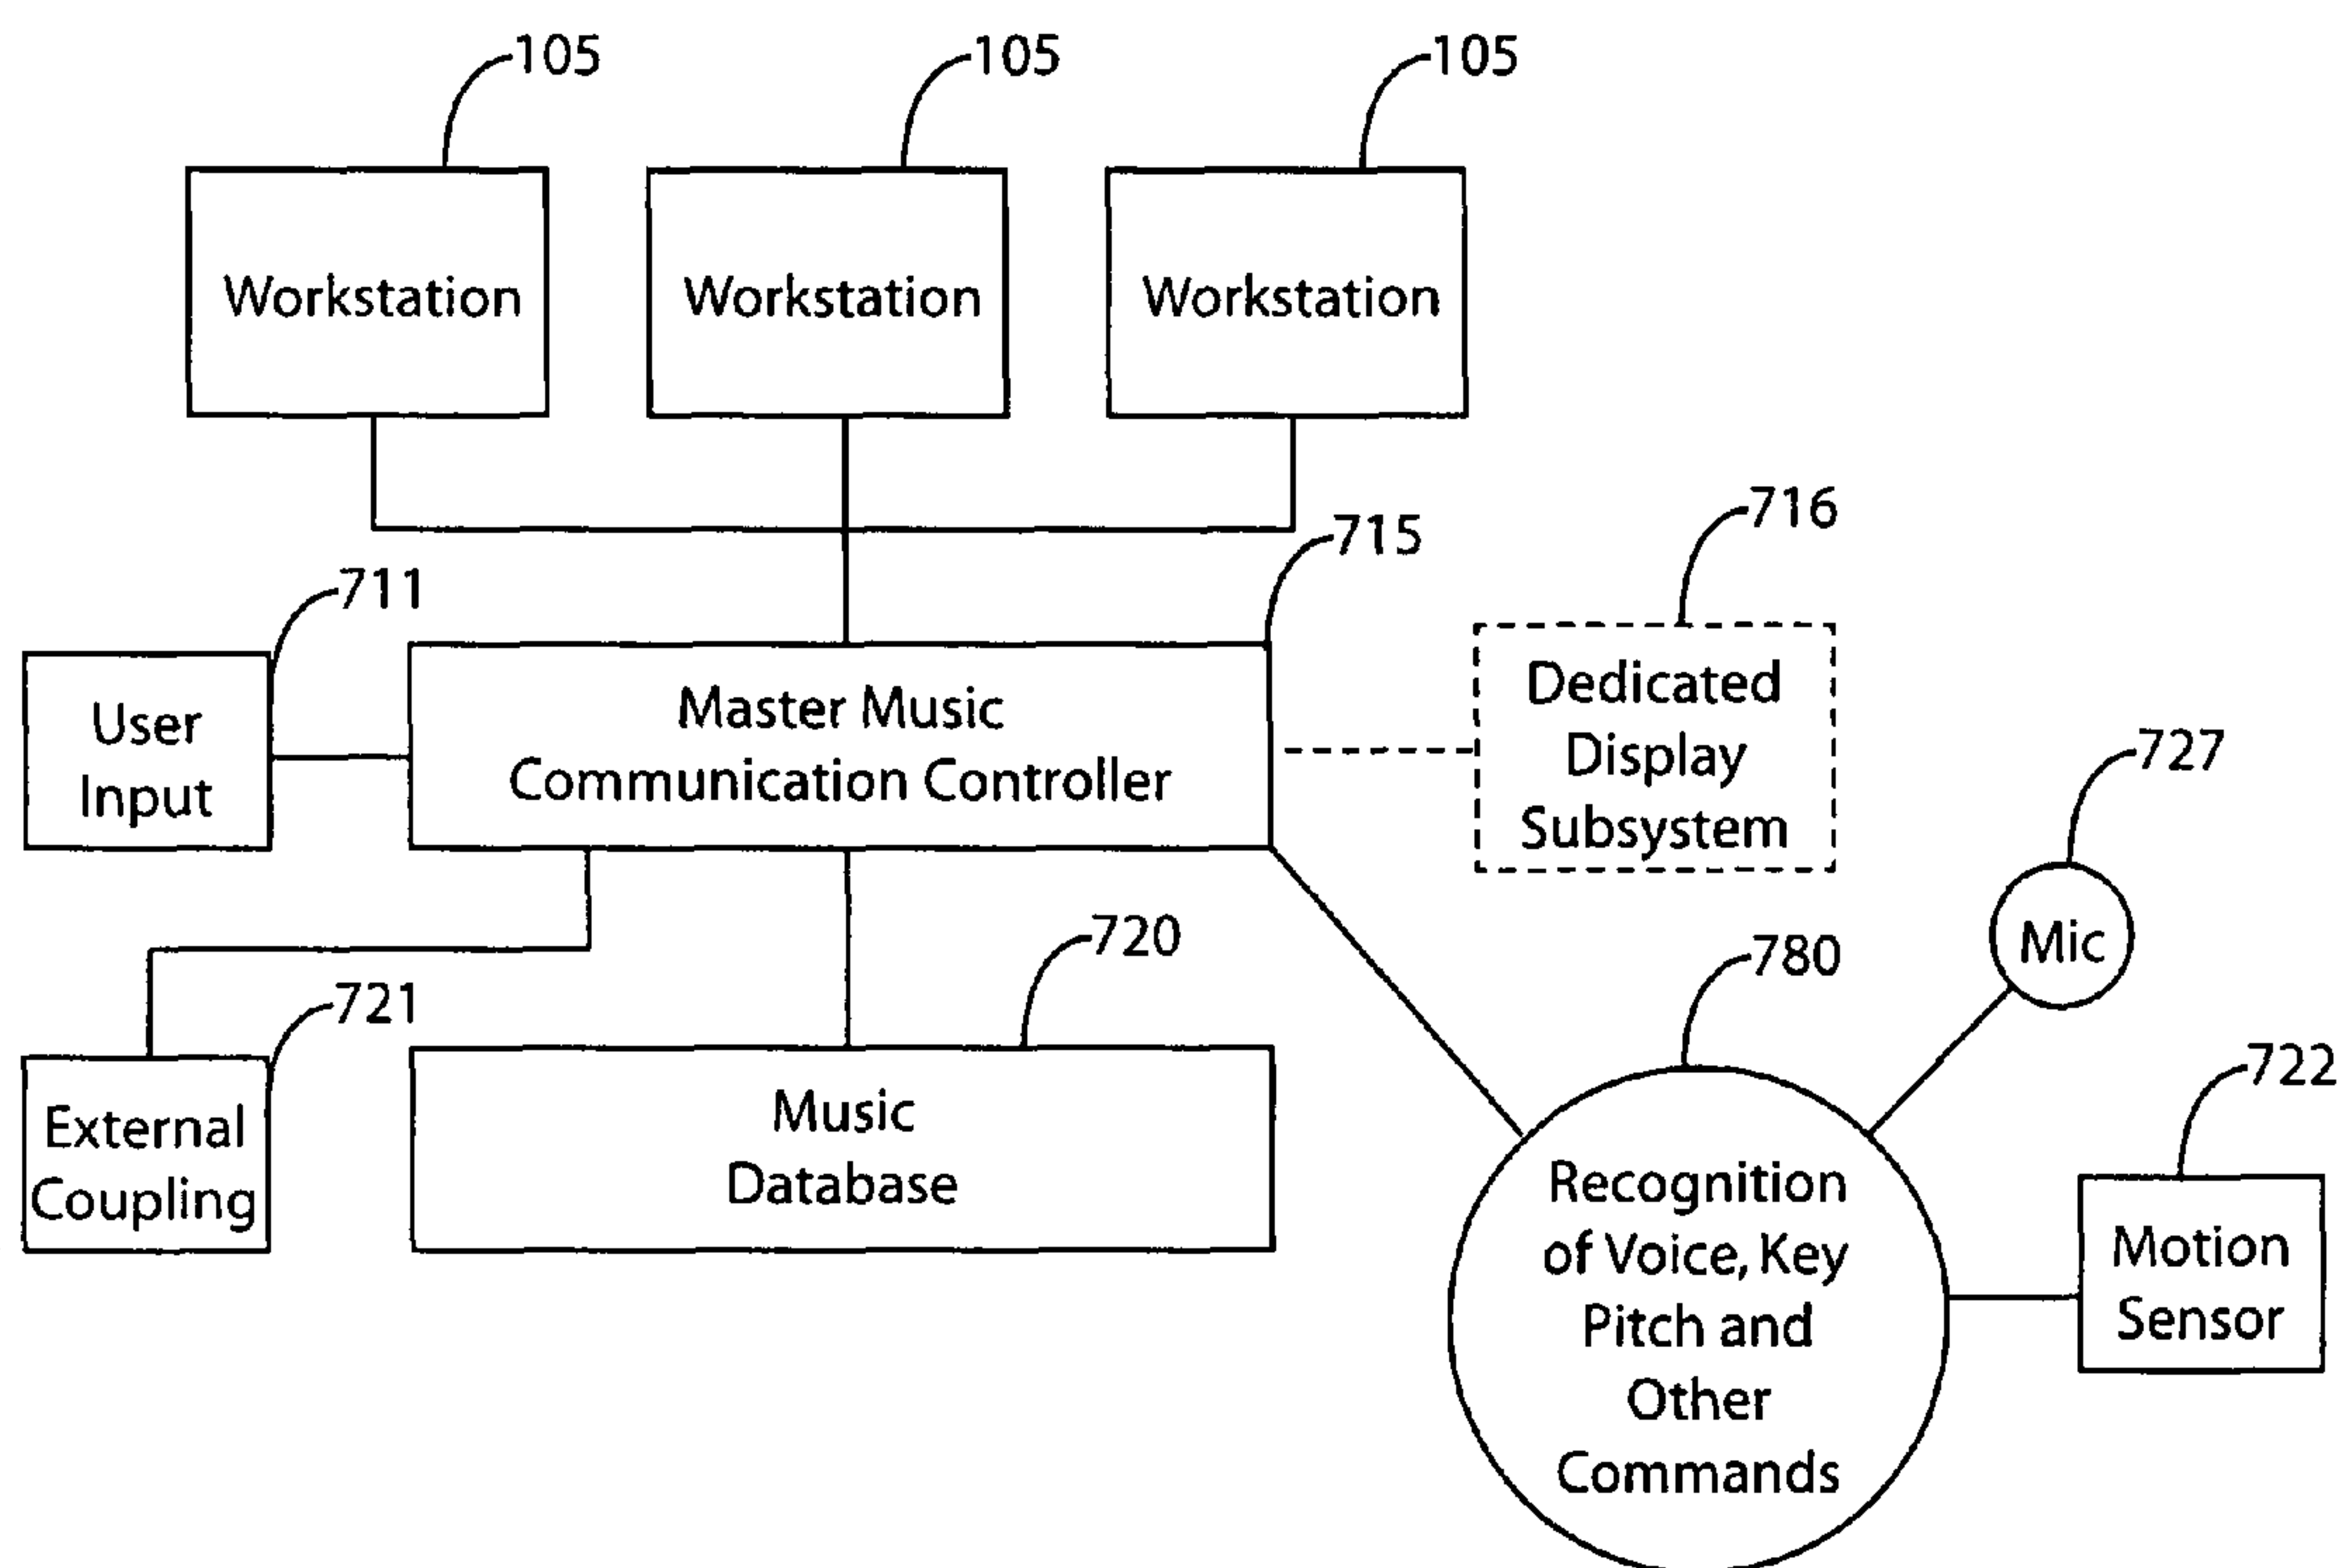 105
105
105
Workstation
Workstation
Workstation
716
715
711
Dedicated
Display
Subsystem
User
Input
Master Music
Communication Controller
727
Mic
720
780
721
722
External
Coupling
Music
Database
Recognition
of Voice, Key
Pitch and
Other
Commands
Motion
Sensor